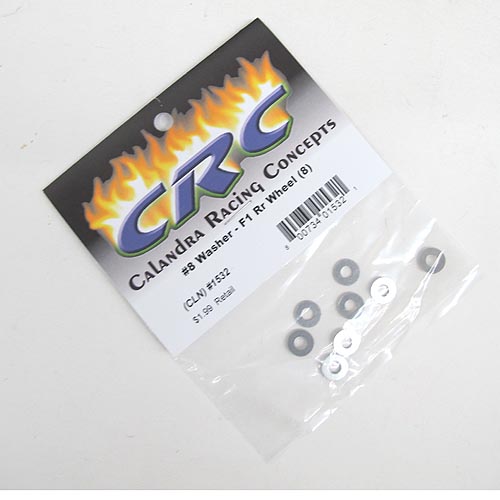 CRC
CALANDRA RACING CONCEPTS
#8 Washer - F1 Rr Wheel (8)
(CLN) #1532
$1.99 Retail
8 00734 01532 1